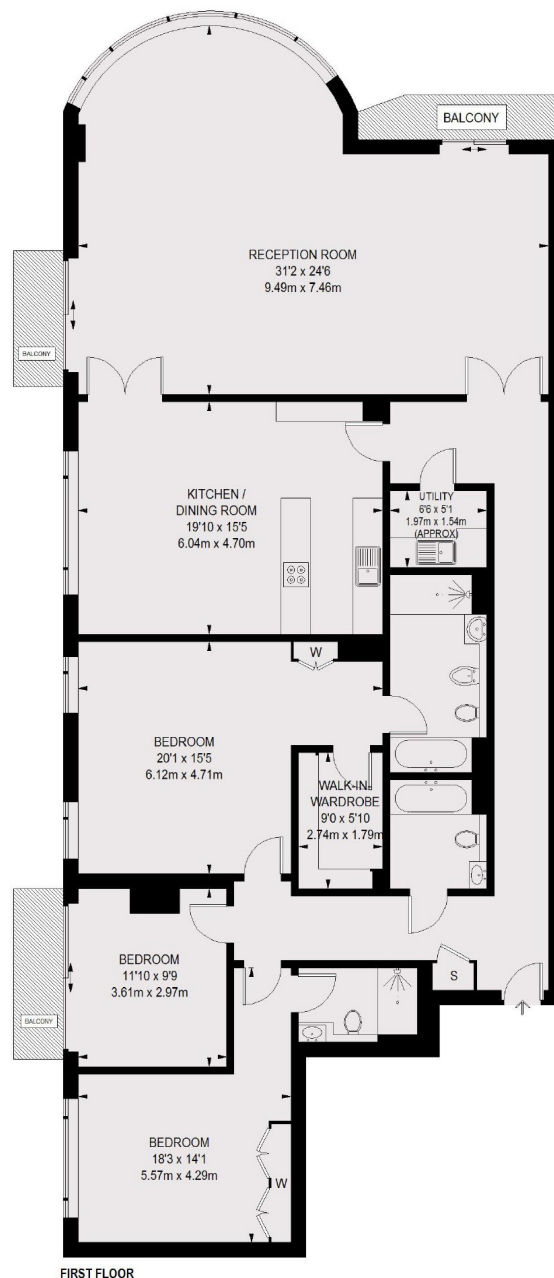 BALCONY
RECEPTION ROOM
31'2 x 24'6
9.49m x 7.46m
BALCONY
KITCHEN /
DINING ROOM
19'10 x 15'5
6.04m x 4.70m
UTILITY
6'6 x 5'1
1.97m x 1.54m
(APPROX)
W
BEDROOM
20'1 x 15'5
6.12m x 4.71m
WALK-IN
WARDROBE
9'0 x 5'10
2.74m x 1.79m
BEDROOM
11'10 x 9'9
3.61m x 2.97m
S
BALCONY
BEDROOM
18'3 x 14'1
5.57m x 4.29m
W
FIRST FLOOR